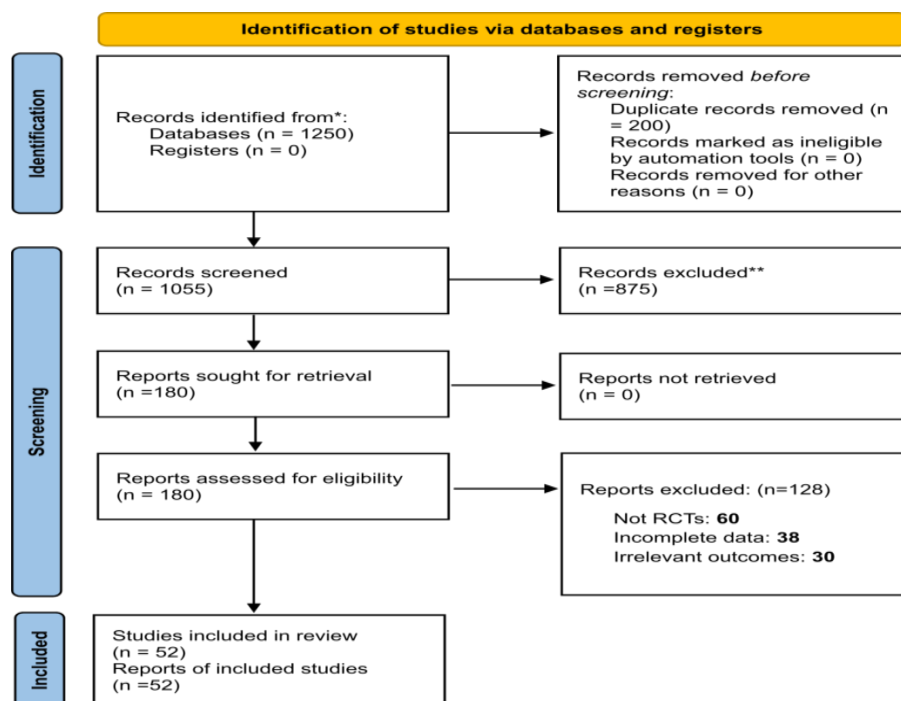 Identification of studies via databases and registers
Identification
Records identified from*:
Databases (n = 1250)
Registers (n = 0)
Records removed before
screening:
Duplicate records removed (n
= 200)
Records marked as ineligible
by automation tools (n = 0)
Records removed for other
reasons (n = 0)
Screening
Records screened
(n = 1055)
Records excluded**
(n =875)
Reports sought for retrieval
(n =180)
Reports not retrieved
(n = 0)
Reports assessed for eligibility
(n = 180)
Reports excluded: (n=128)
Not RCTs: 60
Incomplete data: 38
Irrelevant outcomes: 30
Included
Studies included in review
(n = 52)
Reports of included studies
(n =52)